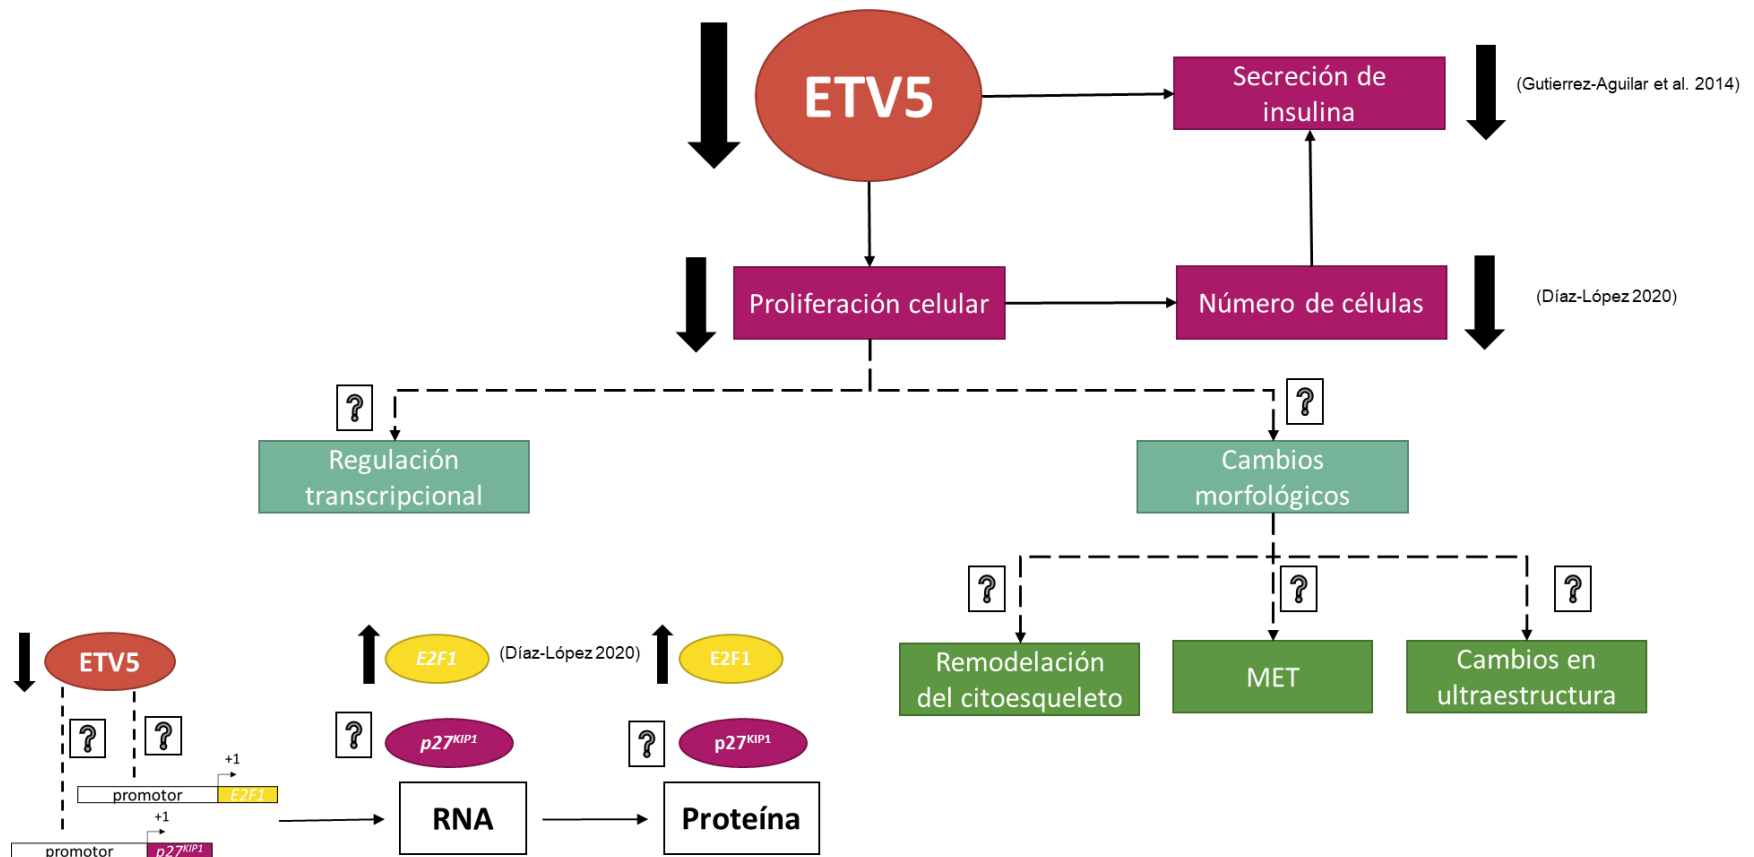 ETV5
Secreción de
insulina
(Gutierrez-Aguilar et al. 2014)
Proliferación celular
Número de células
(Díaz-López 2020)
?
?
Regulación
transcripcional
Cambios
morfológicos
?
?
?
Remodelación
del citoesqueleto
MET
Cambios en
ultraestructura
ETV5
?
?
+1
promotor
E2F1
+1
promotor
p27KIP1
E2F1
(Díaz-López 2020)
E2F1
?
p27KIP1
?
p27KIP1
RNA
Proteína